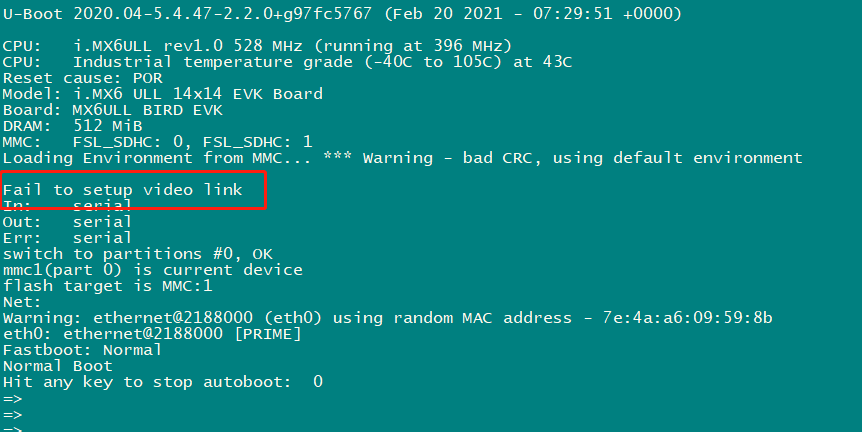 U-Boot 2020.04-5.4.47-2.2.0+g97fc5767 (Feb 20 2021 - 07:29:51 +0000)
CPU:   i.MX6ULL rev1.0 528 MHz (running at 396 MHz)
CPU:   Industrial temperature grade (-40C to 105C) at 43C
Reset cause: POR
Model: i.MX6 ULL 14x14 EVK Board
Board: MX6ULL BIRD EVK
DRAM:  512 MiB
MMC:   FSL_SDHC: 0, FSL_SDHC: 1
Loading Environment from MMC... *** Warning - bad CRC, using default environment
Fail to setup video link
In:    serial
Out:   serial
Err:   serial
switch to partitions #0, OK
mmc1(part 0) is current device
flash target is MMC:1
Net:
Warning: ethernet@2188000 (eth0) using random MAC address - 7e:4a:a6:09:59:8b
eth0: ethernet@2188000 [PRIME]
Fastboot: Normal
Normal Boot
Hit any key to stop autoboot:  0
=>
=>
=>